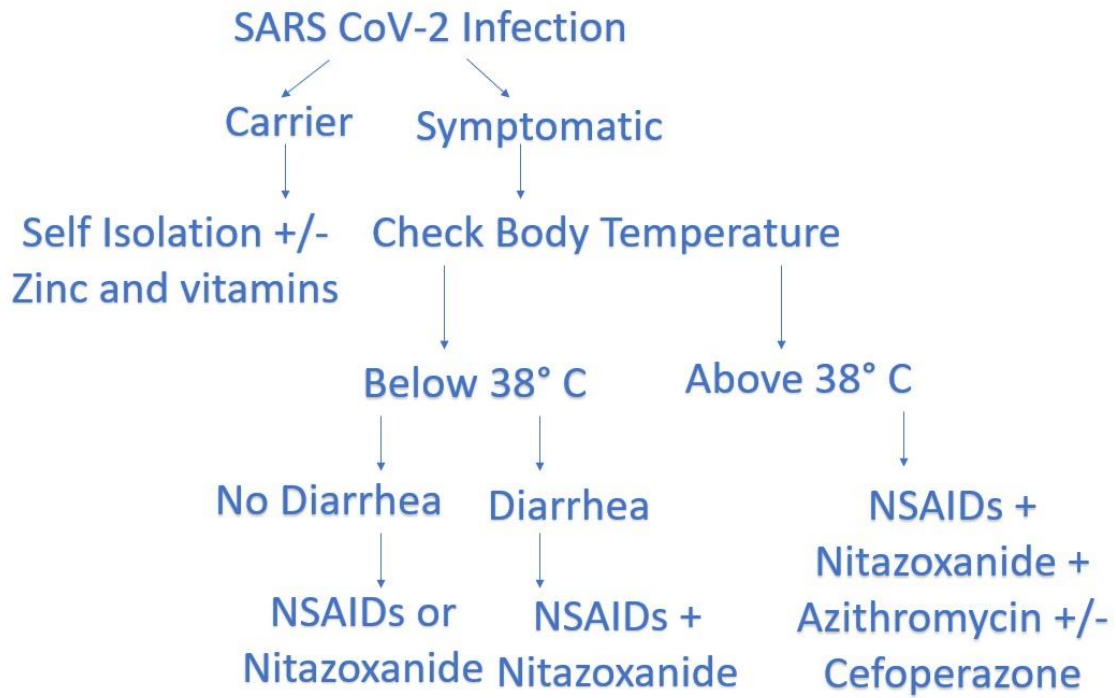 SARS CoV-2 Infection
Carrier
Symptomatic
Self Isolation +/-
Zinc and vitamins
Check Body Temperature
Below 38° C
Above 38° C
No Diarrhea
Diarrhea
NSAIDs or
Nitazoxanide
NSAIDs +
Nitazoxanide
NSAIDs +
Nitazoxanide +
Azithromycin +/-
Cefoperazone